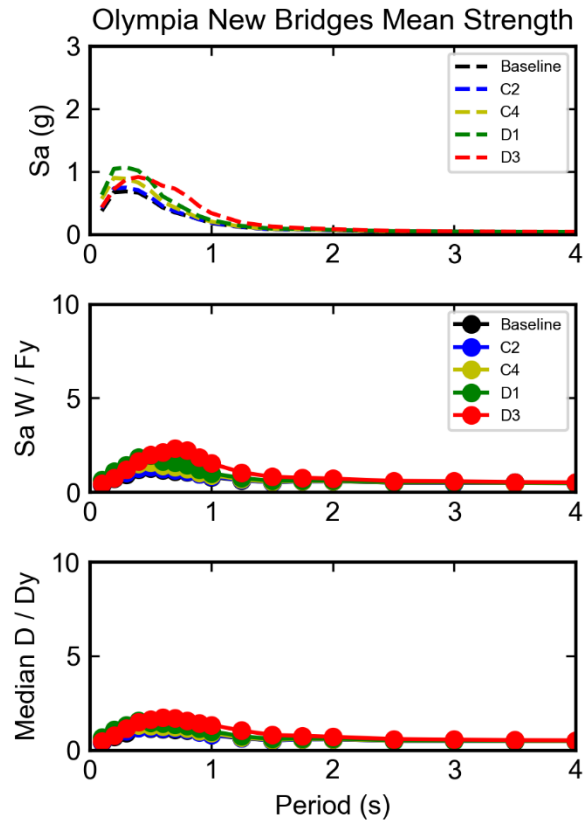 Olympia New Bridges Mean Strength
3
2
1
0
Sa (g)
Baseline
C2
C4
D1
D3
0 1 2 3 4
10
5
0
Sa W / Fy
Baseline
C2
C4
D1
D3
0 1 2 3 4
10
5
0
Median D / Dy
0 1 2 3 4
Period (s)